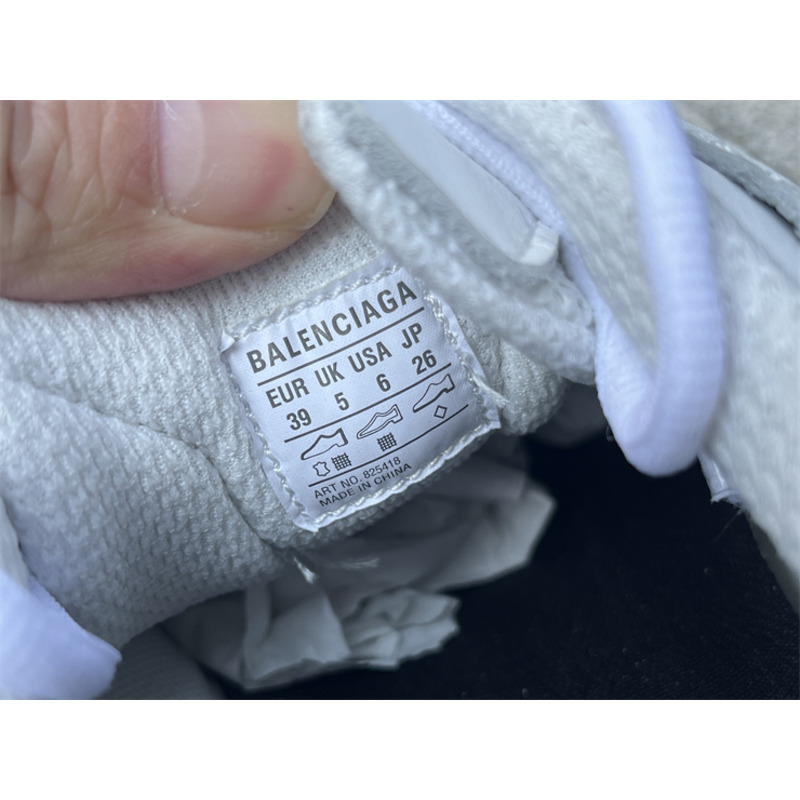 BALENCIAGA
EUR UK USA JP
39 5 6 26
ART NO. 825418
MADE IN CHINA